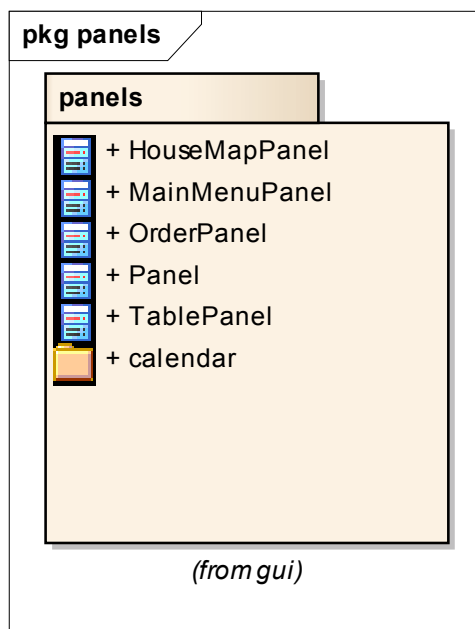 pkg panels
panels
+ HouseMapPanel
+ MainMenuPanel
+ OrderPanel
+ Panel
+ TablePanel
+ calendar
(from gui)